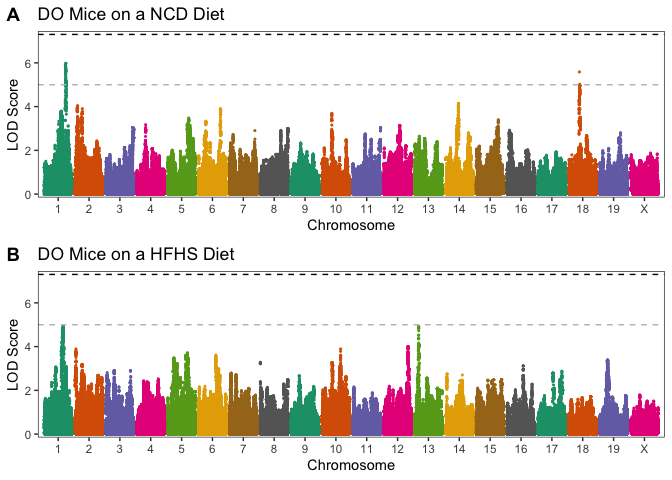 A DO Mice on a NCD Diet
LOD Score
6
4
2
0
1 2 3 4 5 6 7 8 9 10 11 12 13 14 15 16 17 18 19 X
Chromosome
B DO Mice on a HFHS Diet
LOD Score
6
4
2
0
1 2 3 4 5 6 7 8 9 10 11 12 13 14 15 16 17 18 19 X
Chromosome